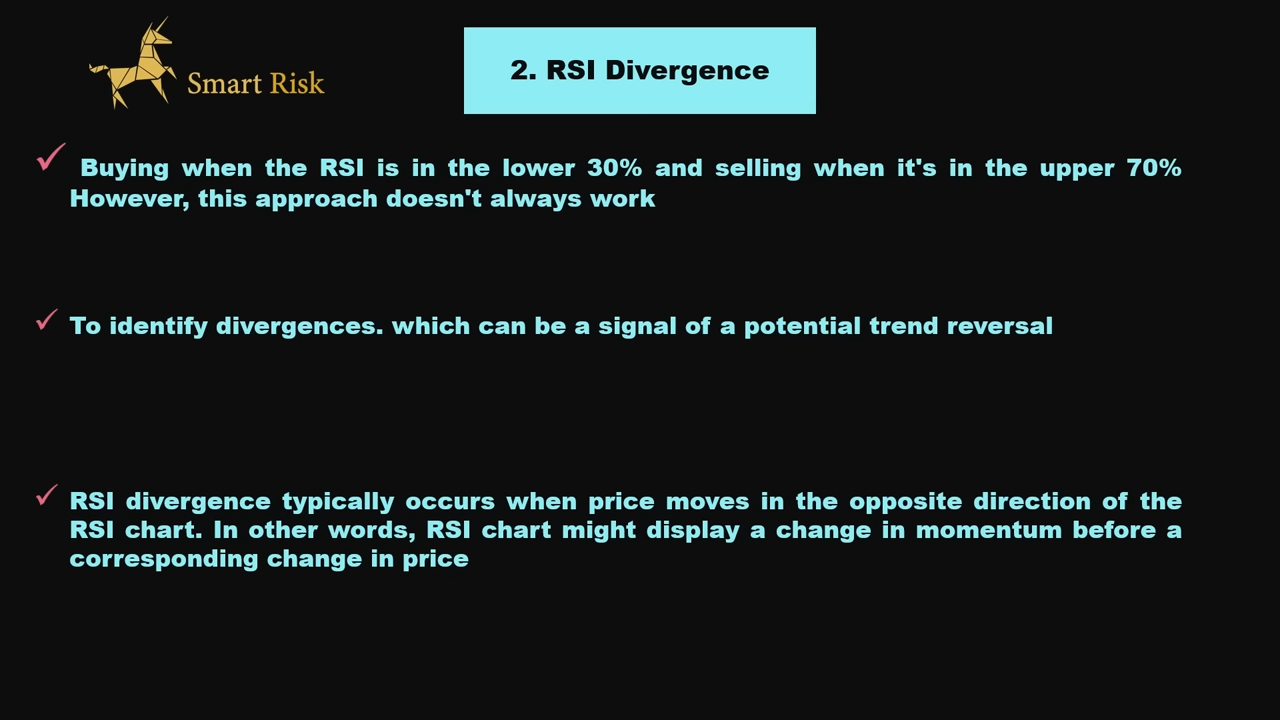 Smart Risk
2. RSI Divergence
Buying when the RSI is in the lower 30% and selling when it's in the upper 70%
However, this approach doesn't always work
To identify divergences. which can be a signal of a potential trend reversal
RSI divergence typically occurs when price moves in the opposite direction of the
RSI chart. In other words, RSI chart might display a change in momentum before a
corresponding change in price